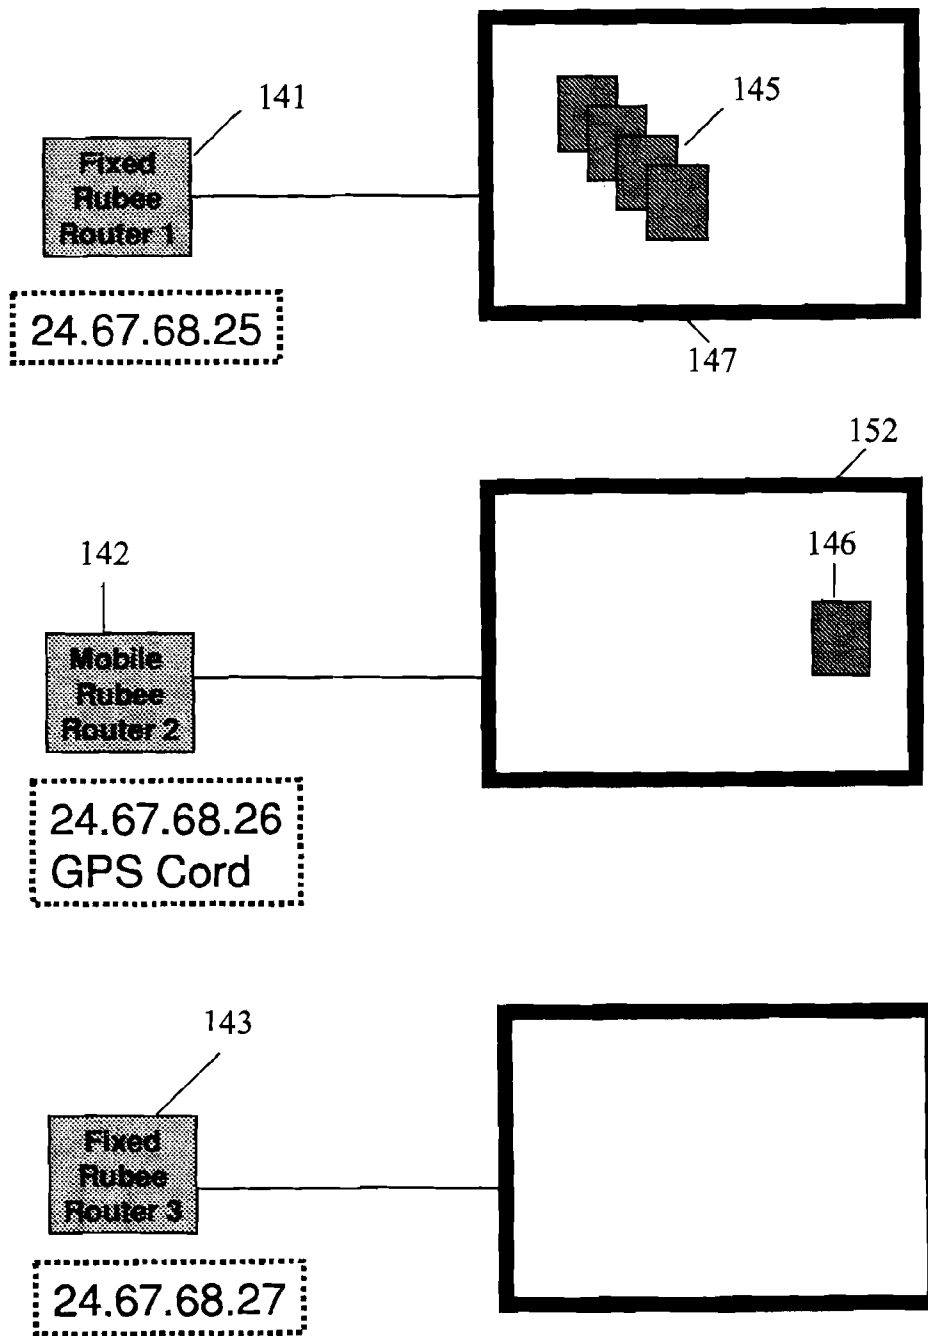 141
145
Fixed
Rubee
Router 1
24.67.68.25
147
152
142
146
Mobile
Rubee
Router 2
24.67.68.26
GPS Cord
143
Fixed
Rubee
Router 3
24.67.68.27